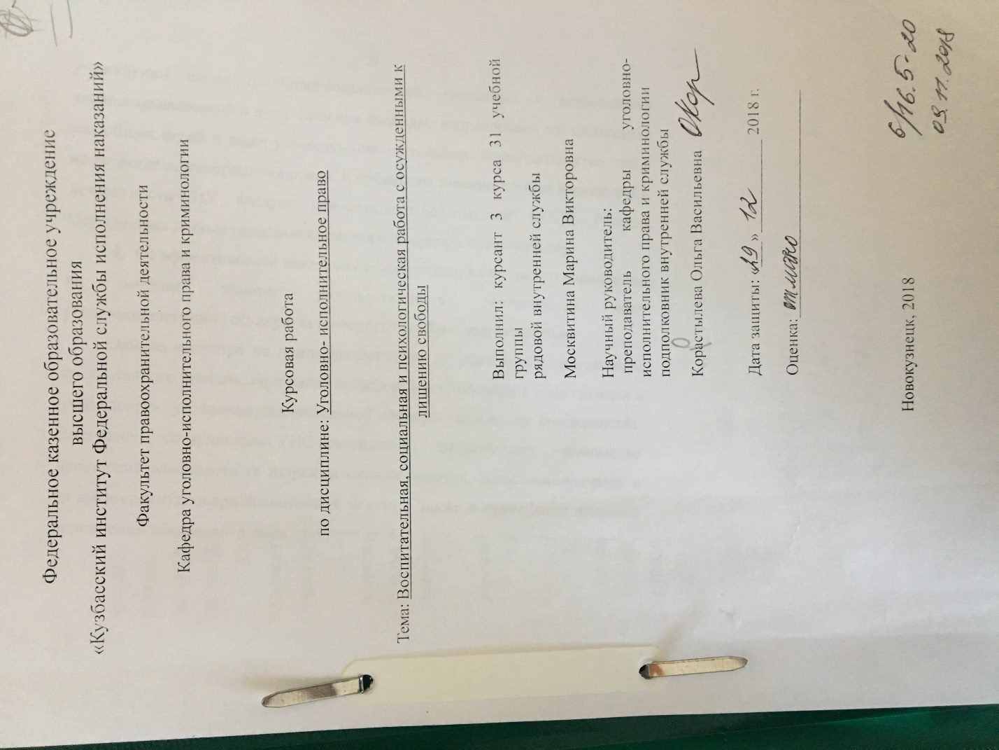 Федеральное казенное образовательное учреждение
высшего образования
«Кузбасский институт Федеральной службы исполнения наказаний»
Факультет правоохранительной деятельности
Кафедра уголовно-исполнительного права и криминологии
Курсовая работа
по дисциплине: Уголовно- исполнительное право
Тема: Воспитательная, социальная и психологическая работа с осужденными к
лишению свободы
Выполнил: курсант 3 курса 31 учебной
группы
рядовой внутренней службы
Москвитина Марина Викторовна
Научный руководитель:
преподаватель кафедры уголовно-
исполнительного права и криминологии
подполковник внутренней службы
Корастылева Ольга Васильевна
о
Дата защиты: «19» 12 2018 г.
Оценка: отлично
б/16.5-20
09.11.2018
Новокузнецк, 2018